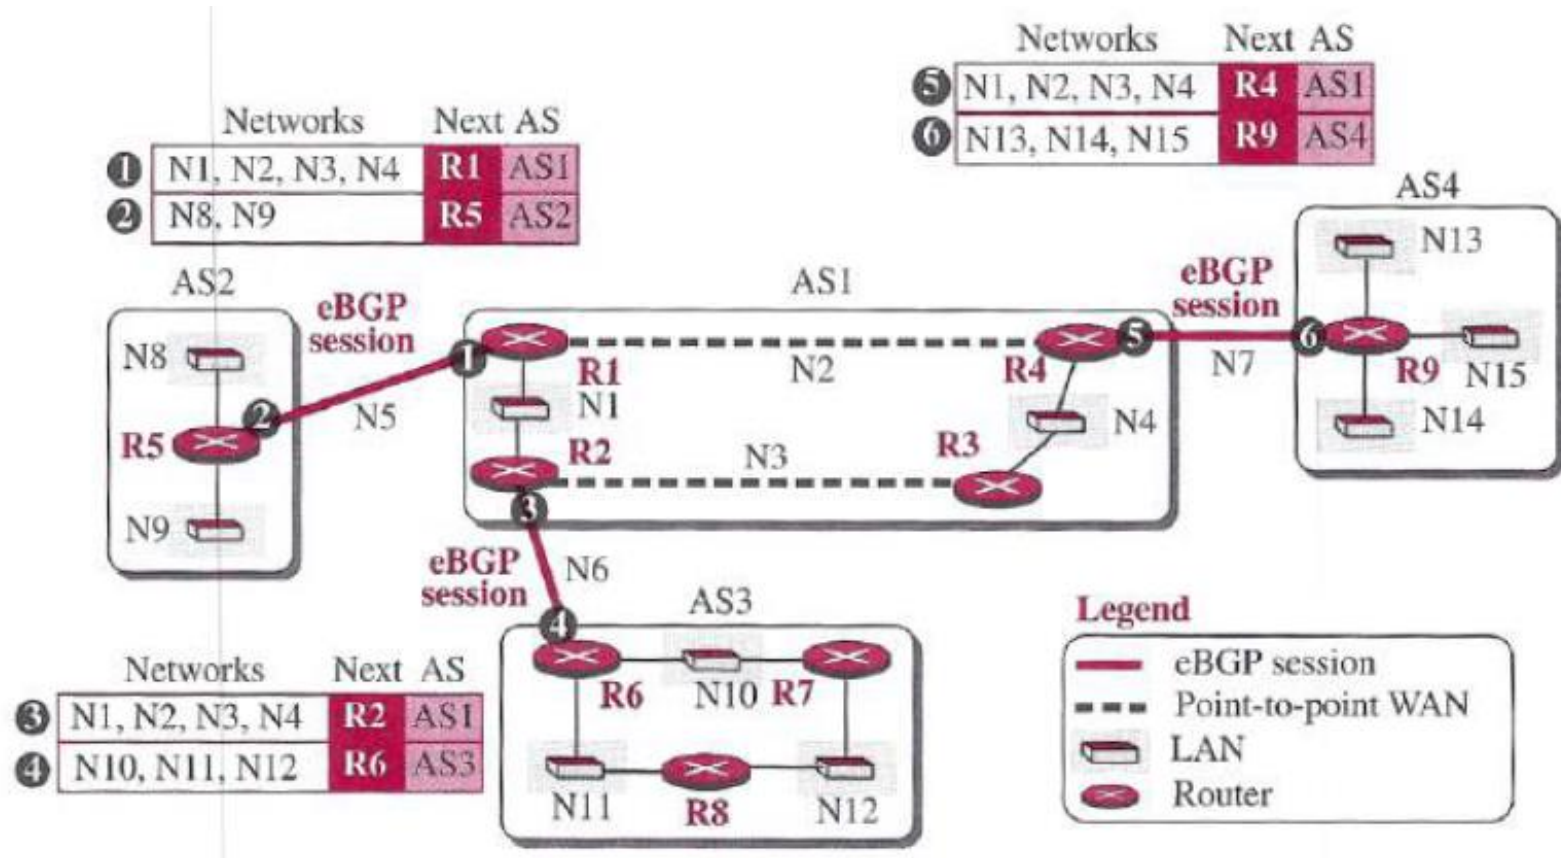 Networks Next AS
5 N1, N2, N3, N4 R4 AS1
6 N13, N14, N15 R9 AS4
Networks Next AS
1 N1, N2, N3, N4 R1 AS1
2 N8, N9 R5 AS2
AS4
N13
eBGP
session
6
N7
R9
N15
N14
AS2
eBGP
session
N8
1
2
N5
R5
N9
AS1
R1
N2
R4
5
N1
N4
R2
N3
R3
3
eBGP
session
N6
AS3
4
R6
N10
R7
N11
R8
N12
Networks Next AS
3 N1, N2, N3, N4 R2 AS1
4 N10, N11, N12 R6 AS3
Legend
eBGP session
Point-to-point WAN
LAN
Router